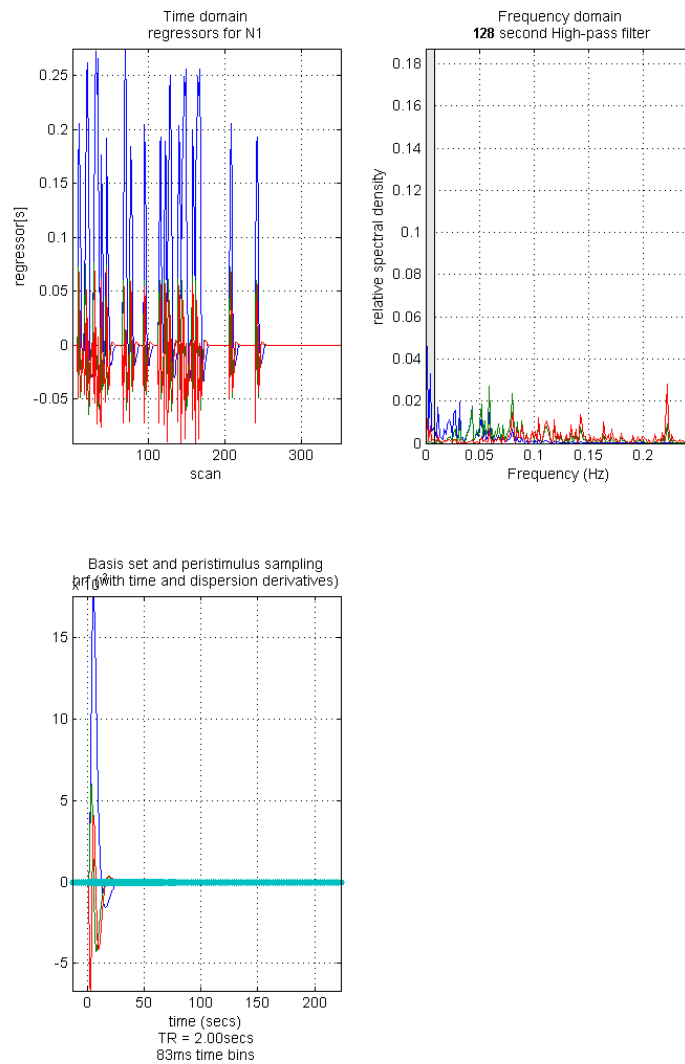 Time domain
regressors for N1
0.25
0.2
0.15
0.1
0.05
0
-0.05
regressor[s]
100
200
300
scan
Frequency domain
128 second High-pass filter
0.18
0.16
0.14
0.12
0.1
0.08
0.06
0.04
0.02
0
relative spectral density
0
0.05
0.1
0.15
0.2
Frequency (Hz)
Basis set and peristimulus sampling
hrf (with time and dispersion derivatives)
15
10
5
0
-5
0
50
100
150
200
time (secs)
TR = 2.00secs
83ms time bins